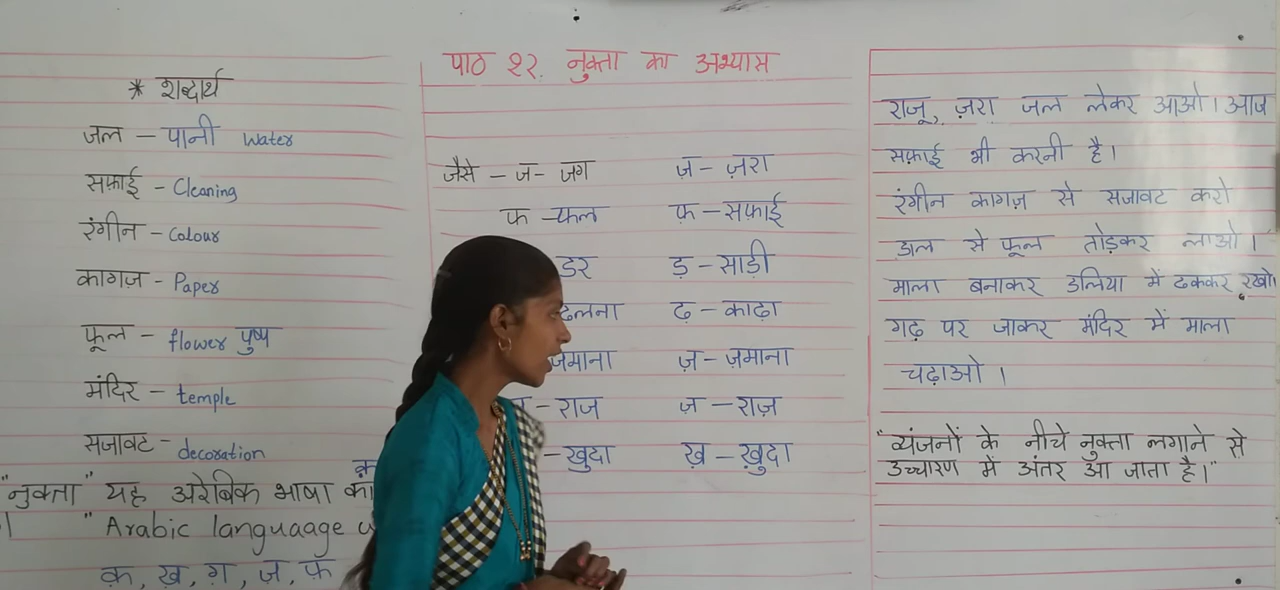 पाठ १२. नुक्ता का अभ्यास
* शब्दार्थ
जल – पानी water
सफ़ाई – Cleaning
रंगीन – Colour
कागज़ – Paper
फूल – flower पुष्प
मंदिर – temple
सजावट – decoration
"नुक्ता" यह अरेबिक भाषा का
"Arabic languaage
क़, ख़, ग़, ज़, फ़
जैसे – ज – जग ज़ – ज़रा
फ – फल फ़ – सफ़ाई
डर ड़ – साड़ी
ढलना ढ़ – काढ़ा
जमाना ज़ – ज़माना
– राज ज़ – राज़
– खुदा ख़ – ख़ुदा
राजू, ज़रा जल लेकर आओ। आज
सफ़ाई भी करनी है।
रंगीन कागज़ से सजावट करो
डाल से फूल तोड़कर लाओ।
माला बनाकर डलिया में ढककर रखो।
गढ़ पर जाकर मंदिर में माला
चढ़ाओ।
"व्यंजनों के नीचे नुक्ता लगाने से
उच्चारण में अंतर आ जाता है।"